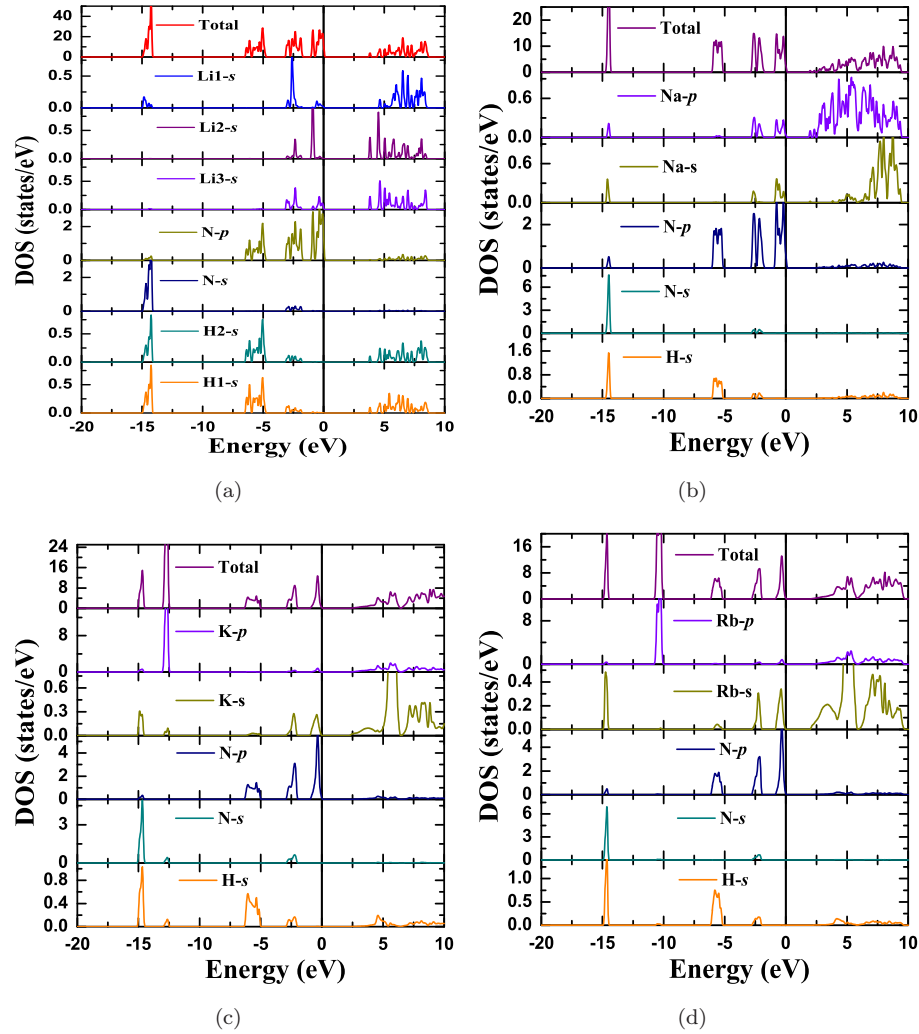 DOS (states/eV)
40
20
0
Total
0.5
0.0
Li1-s
0.5
0.0
Li2-s
0.5
0.0
Li3-s
2
0
N-p
2
0
N-s
0.5
0.0
H2-s
0.5
0.0
H1-s
-20 -15 -10 -5 0 5 10
Energy (eV)
(a)
DOS (states/eV)
20
10
0
Total
0.6
0.0
Na-p
0.6
0.0
Na-s
2
0
N-p
6
3
0
N-s
1.6
0.8
0.0
H-s
-20 -15 -10 -5 0 5 10
Energy (eV)
(b)
DOS (states/eV)
24
16
8
0
Total
8
0
K-p
0.6
0.3
0.0
K-s
4
2
0
N-p
3
0
N-s
0.8
0.4
0.0
H-s
-20 -15 -10 -5 0 5 10
Energy (eV)
(c)
DOS (states/eV)
16
8
0
Total
8
0
Rb-p
0.4
0.2
0.0
Rb-s
4
2
0
N-p
6
4
2
0
N-s
1.0
0.5
0.0
H-s
-20 -15 -10 -5 0 5 10
Energy (eV)
(d)